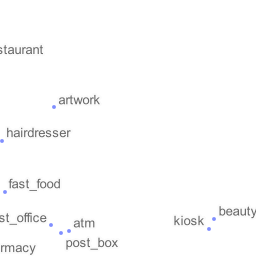 staurant
artwork
hairdresser
fast_food
beauty
st_office
atm
kiosk
post_box
rmacy